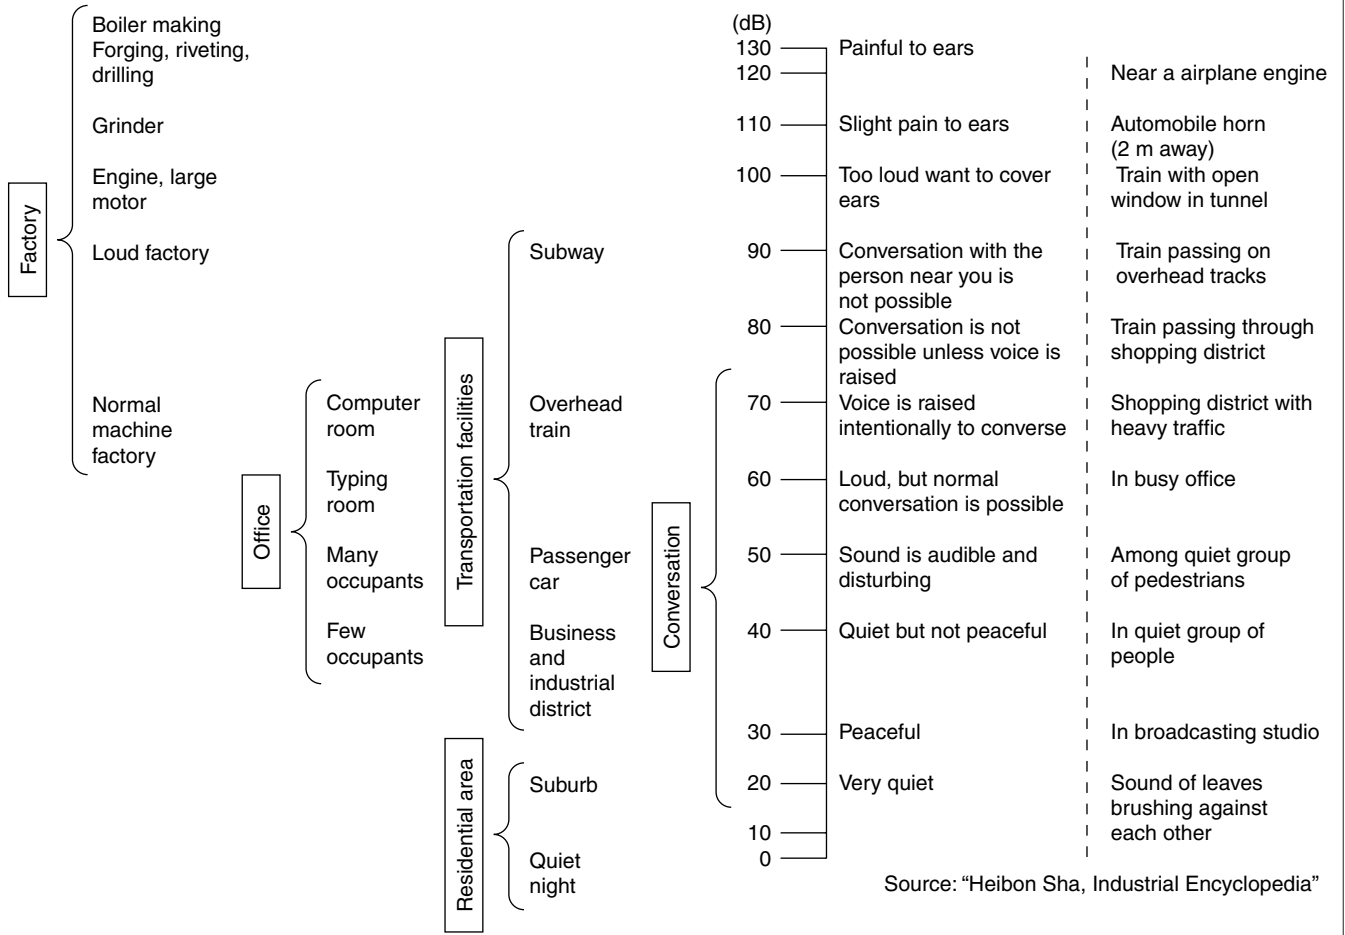 Factory
Boiler making
Forging, riveting,
drilling
Grinder
Engine, large
motor
Loud factory
Normal
machine
factory
Office
Computer
room
Typing
room
Many
occupants
Few
occupants
Transportation facilities
Subway
Overhead
train
Passenger
car
Business
and
industrial
district
Residential area
Suburb
Quiet
night
Conversation
(dB)
130 Painful to ears
120 Near a airplane engine
110 Slight pain to ears Automobile horn
(2 m away)
100 Too loud want to cover Train with open
ears window in tunnel
90 Conversation with the Train passing on
person near you is overhead tracks
not possible
80 Conversation is not Train passing through
possible unless voice is shopping district
raised
70 Voice is raised Shopping district with
intentionally to converse heavy traffic
60 Loud, but normal In busy office
conversation is possible
50 Sound is audible and Among quiet group
disturbing of pedestrians
40 Quiet but not peaceful In quiet group of
people
30 Peaceful In broadcasting studio
20 Very quiet Sound of leaves
brushing against
10 each other
0
Source: “Heibon Sha, Industrial Encyclopedia”